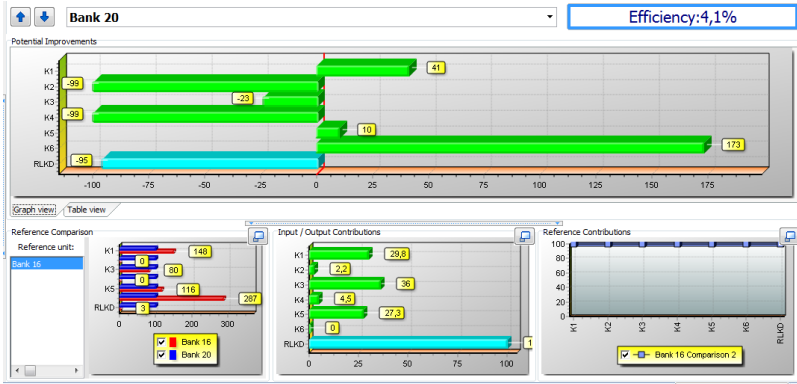 Bank 20
Efficiency:4,1%
Potential Improvements
K1
41
K2
-99
K3
-23
K4
-99
K5
10
K6
173
RLKD
-95
-100 -75 -50 -25 0 25 50 75 100 125 150 175
Graph view Table view
Reference Comparison
Reference unit:
Bank 16
K1
148
0
K3
80
0
K5
116
287
RLKD
3
0 100 200 300
Bank 16
Bank 20
Input / Output Contributions
K1
29,8
K2
2,2
K3
36
K4
4,5
K5
27,3
K6
0
RLKD
1
0 20 40 60 80 100
Reference Contributions
100
80
60
40
20
0
K1 K2 K3 K4 K5 K6 RLKD
Bank 16 Comparison 2